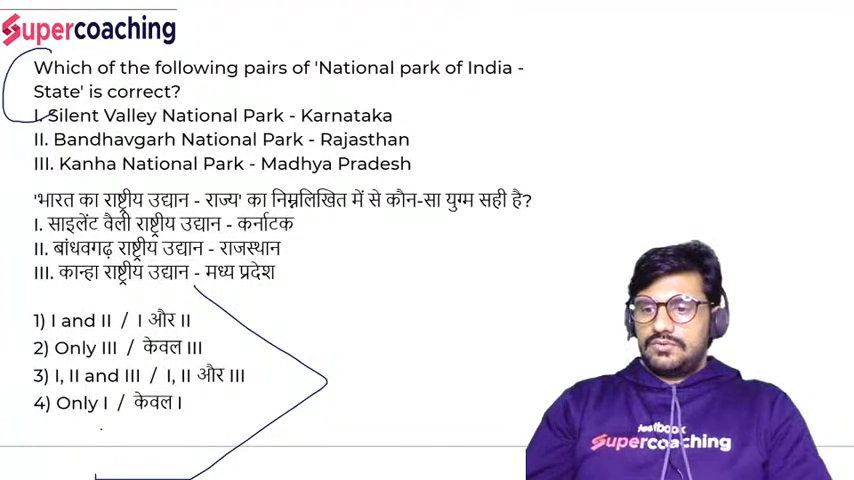 Supercoaching
Which of the following pairs of 'National park of India -
State' is correct?
I. Silent Valley National Park - Karnataka
II. Bandhavgarh National Park - Rajasthan
III. Kanha National Park - Madhya Pradesh
'भारत का राष्ट्रीय उद्यान - राज्य' का निम्नलिखित में से कौन-सा युग्म सही है?
I. साइलेंट वैली राष्ट्रीय उद्यान - कर्नाटक
II. बांधवगढ़ राष्ट्रीय उद्यान - राजस्थान
III. कान्हा राष्ट्रीय उद्यान - मध्य प्रदेश
1) I and II / I और II
2) Only III / केवल III
3) I, II and III / I, II और III
4) Only I / केवल I
testbook
Supercoaching